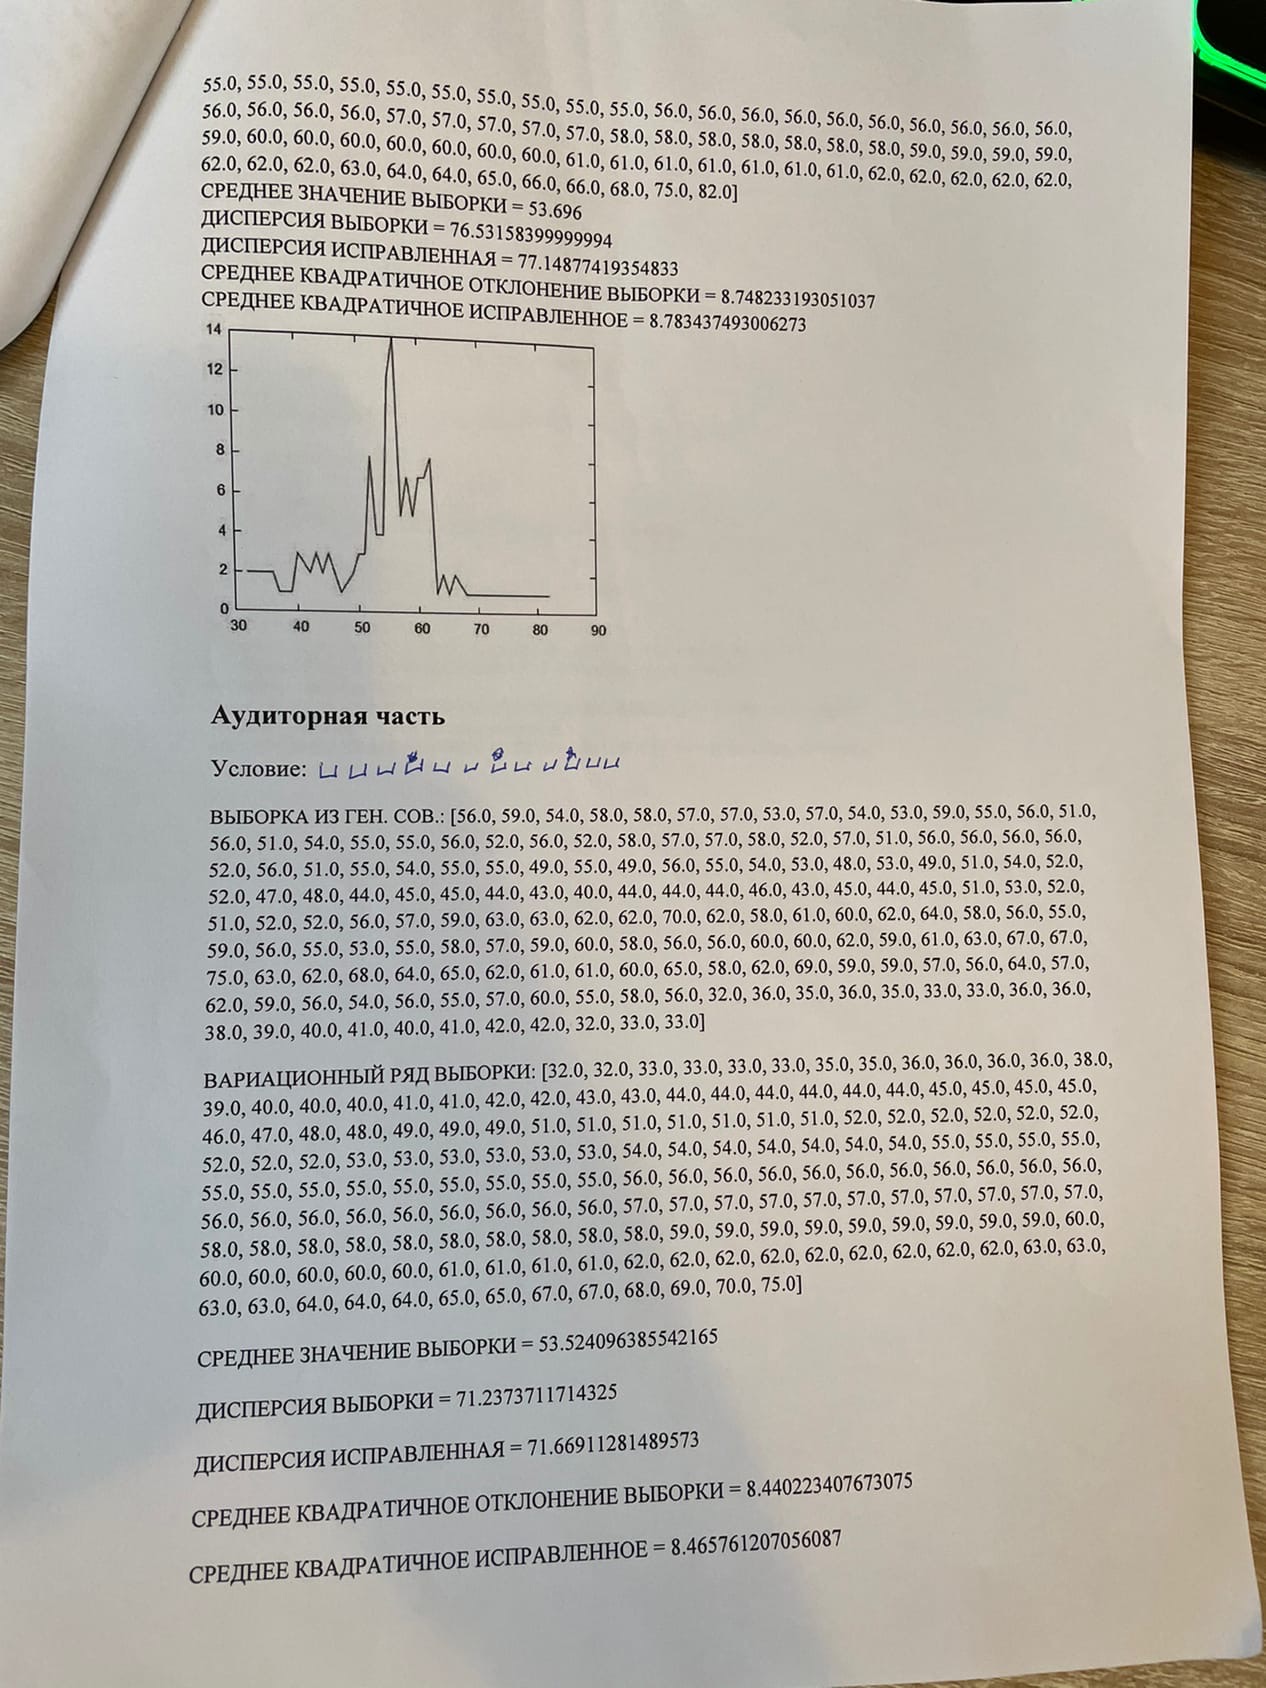 55.0, 55.0, 55.0, 55.0, 55.0, 55.0, 55.0, 55.0, 55.0, 55.0, 56.0, 56.0, 56.0, 56.0, 56.0, 56.0, 56.0, 56.0, 56.0, 56.0,
56.0, 56.0, 56.0, 56.0, 57.0, 57.0, 57.0, 57.0, 57.0, 58.0, 58.0, 58.0, 58.0, 58.0, 58.0, 58.0, 59.0, 59.0, 59.0, 59.0,
59.0, 60.0, 60.0, 60.0, 60.0, 60.0, 60.0, 60.0, 61.0, 61.0, 61.0, 61.0, 61.0, 61.0, 61.0, 62.0, 62.0, 62.0, 62.0, 62.0,
62.0, 62.0, 62.0, 63.0, 64.0, 64.0, 65.0, 66.0, 66.0, 68.0, 75.0, 82.0]
СРЕДНЕЕ ЗНАЧЕНИЕ ВЫБОРКИ = 53.696
ДИСПЕРСИЯ ВЫБОРКИ = 76.53158399999994
ДИСПЕРСИЯ ИСПРАВЛЕННАЯ = 77.14877419354833
СРЕДНЕЕ КВАДРАТИЧНОЕ ОТКЛОНЕНИЕ ВЫБОРКИ = 8.748233193051037
СРЕДНЕЕ КВАДРАТИЧНОЕ ИСПРАВЛЕННОЕ = 8.783437493006273
14
12
10
8
6
4
2
0
30 40 50 60 70 80 90
Аудиторная часть
Условие:
ВЫБОРКА ИЗ ГЕН. СОВ.: [56.0, 59.0, 54.0, 58.0, 58.0, 57.0, 57.0, 53.0, 57.0, 54.0, 53.0, 59.0, 55.0, 56.0, 51.0,
56.0, 51.0, 54.0, 55.0, 55.0, 56.0, 52.0, 56.0, 52.0, 58.0, 57.0, 57.0, 58.0, 52.0, 57.0, 51.0, 56.0, 56.0, 56.0, 56.0,
52.0, 56.0, 51.0, 55.0, 54.0, 55.0, 55.0, 49.0, 55.0, 49.0, 56.0, 55.0, 54.0, 53.0, 48.0, 53.0, 49.0, 51.0, 54.0, 52.0,
52.0, 47.0, 48.0, 44.0, 45.0, 45.0, 44.0, 43.0, 40.0, 44.0, 44.0, 44.0, 46.0, 43.0, 45.0, 44.0, 45.0, 51.0, 53.0, 52.0,
51.0, 52.0, 52.0, 56.0, 57.0, 59.0, 63.0, 63.0, 62.0, 62.0, 70.0, 62.0, 58.0, 61.0, 60.0, 62.0, 64.0, 58.0, 56.0, 55.0,
59.0, 56.0, 55.0, 53.0, 55.0, 58.0, 57.0, 59.0, 60.0, 58.0, 56.0, 56.0, 60.0, 60.0, 62.0, 59.0, 61.0, 63.0, 67.0, 67.0,
75.0, 63.0, 62.0, 68.0, 64.0, 65.0, 62.0, 61.0, 61.0, 60.0, 65.0, 58.0, 62.0, 69.0, 59.0, 59.0, 57.0, 56.0, 64.0, 57.0,
62.0, 59.0, 56.0, 54.0, 56.0, 55.0, 57.0, 60.0, 55.0, 58.0, 56.0, 32.0, 36.0, 35.0, 36.0, 35.0, 33.0, 33.0, 36.0, 36.0,
38.0, 39.0, 40.0, 41.0, 40.0, 41.0, 42.0, 42.0, 32.0, 33.0, 33.0]
ВАРИАЦИОННЫЙ РЯД ВЫБОРКИ: [32.0, 32.0, 33.0, 33.0, 33.0, 33.0, 35.0, 35.0, 36.0, 36.0, 36.0, 36.0, 38.0,
39.0, 40.0, 40.0, 40.0, 41.0, 41.0, 42.0, 42.0, 43.0, 43.0, 44.0, 44.0, 44.0, 44.0, 44.0, 44.0, 45.0, 45.0, 45.0, 45.0,
46.0, 47.0, 48.0, 48.0, 49.0, 49.0, 49.0, 51.0, 51.0, 51.0, 51.0, 51.0, 51.0, 51.0, 52.0, 52.0, 52.0, 52.0, 52.0, 52.0,
52.0, 52.0, 52.0, 53.0, 53.0, 53.0, 53.0, 53.0, 53.0, 54.0, 54.0, 54.0, 54.0, 54.0, 54.0, 54.0, 55.0, 55.0, 55.0, 55.0,
55.0, 55.0, 55.0, 55.0, 55.0, 55.0, 55.0, 55.0, 55.0, 56.0, 56.0, 56.0, 56.0, 56.0, 56.0, 56.0, 56.0, 56.0, 56.0, 56.0,
56.0, 56.0, 56.0, 56.0, 56.0, 56.0, 56.0, 56.0, 56.0, 57.0, 57.0, 57.0, 57.0, 57.0, 57.0, 57.0, 57.0, 57.0, 57.0, 57.0,
58.0, 58.0, 58.0, 58.0, 58.0, 58.0, 58.0, 58.0, 58.0, 58.0, 59.0, 59.0, 59.0, 59.0, 59.0, 59.0, 59.0, 59.0, 59.0, 60.0,
60.0, 60.0, 60.0, 60.0, 60.0, 61.0, 61.0, 61.0, 61.0, 62.0, 62.0, 62.0, 62.0, 62.0, 62.0, 62.0, 62.0, 62.0, 63.0, 63.0,
63.0, 63.0, 64.0, 64.0, 64.0, 65.0, 65.0, 67.0, 67.0, 68.0, 69.0, 70.0, 75.0]
СРЕДНЕЕ ЗНАЧЕНИЕ ВЫБОРКИ = 53.524096385542165
ДИСПЕРСИЯ ВЫБОРКИ = 71.2373711714325
ДИСПЕРСИЯ ИСПРАВЛЕННАЯ = 71.66911281489573
СРЕДНЕЕ КВАДРАТИЧНОЕ ОТКЛОНЕНИЕ ВЫБОРКИ = 8.440223407673075
СРЕДНЕЕ КВАДРАТИЧНОЕ ИСПРАВЛЕННОЕ = 8.465761207056087